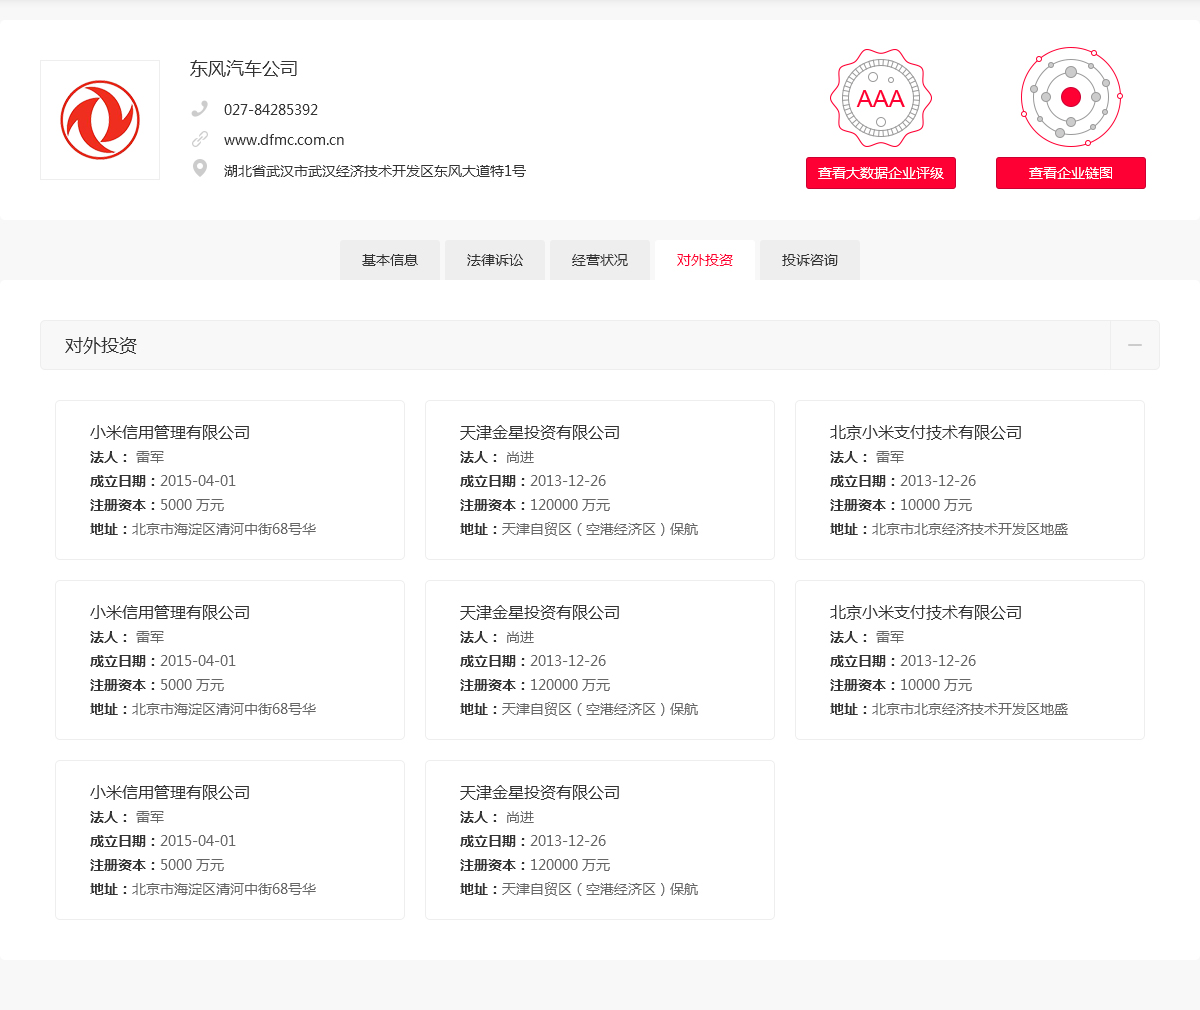 东风汽车公司
027-84285392
www.dfmc.com.cn
湖北省武汉市武汉经济技术开发区东风大道特1号
AAA
查看大数据企业评级
查看企业链图
基本信息
法律诉讼
经营状况
对外投资
投诉咨询
对外投资
小米信用管理有限公司
法人： 雷军
成立日期：2015-04-01
注册资本：5000 万元
地址：北京市海淀区清河中街68号华
天津金星投资有限公司
法人： 尚进
成立日期：2013-12-26
注册资本：120000 万元
地址：天津自贸区（空港经济区）保航
北京小米支付技术有限公司
法人： 雷军
成立日期：2013-12-26
注册资本：10000 万元
地址：北京市北京经济技术开发区地盛
小米信用管理有限公司
法人： 雷军
成立日期：2015-04-01
注册资本：5000 万元
地址：北京市海淀区清河中街68号华
天津金星投资有限公司
法人： 尚进
成立日期：2013-12-26
注册资本：120000 万元
地址：天津自贸区（空港经济区）保航
北京小米支付技术有限公司
法人： 雷军
成立日期：2013-12-26
注册资本：10000 万元
地址：北京市北京经济技术开发区地盛
小米信用管理有限公司
法人： 雷军
成立日期：2015-04-01
注册资本：5000 万元
地址：北京市海淀区清河中街68号华
天津金星投资有限公司
法人： 尚进
成立日期：2013-12-26
注册资本：120000 万元
地址：天津自贸区（空港经济区）保航